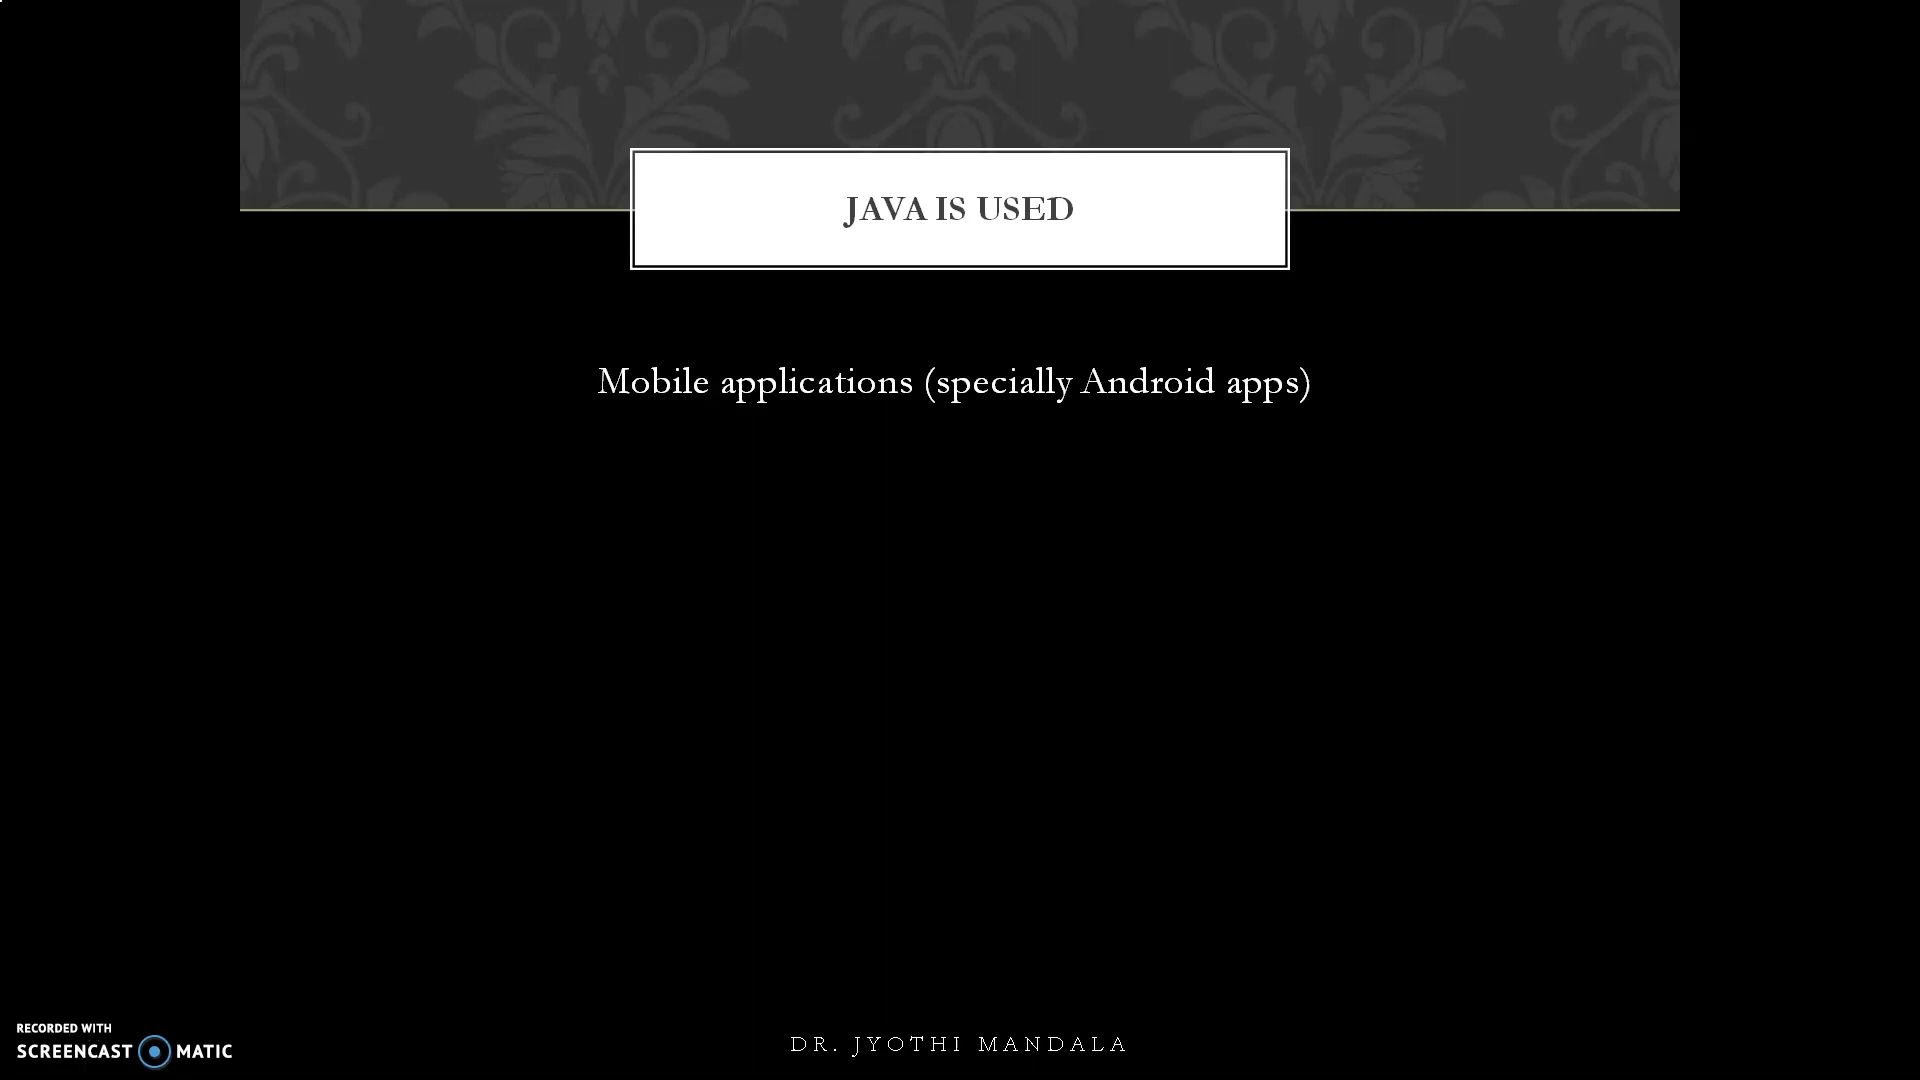 JAVA IS USED
Mobile applications (specially Android apps)
RECORDED WITH
SCREENCAST MATIC
DR. JYOTHI MANDALA